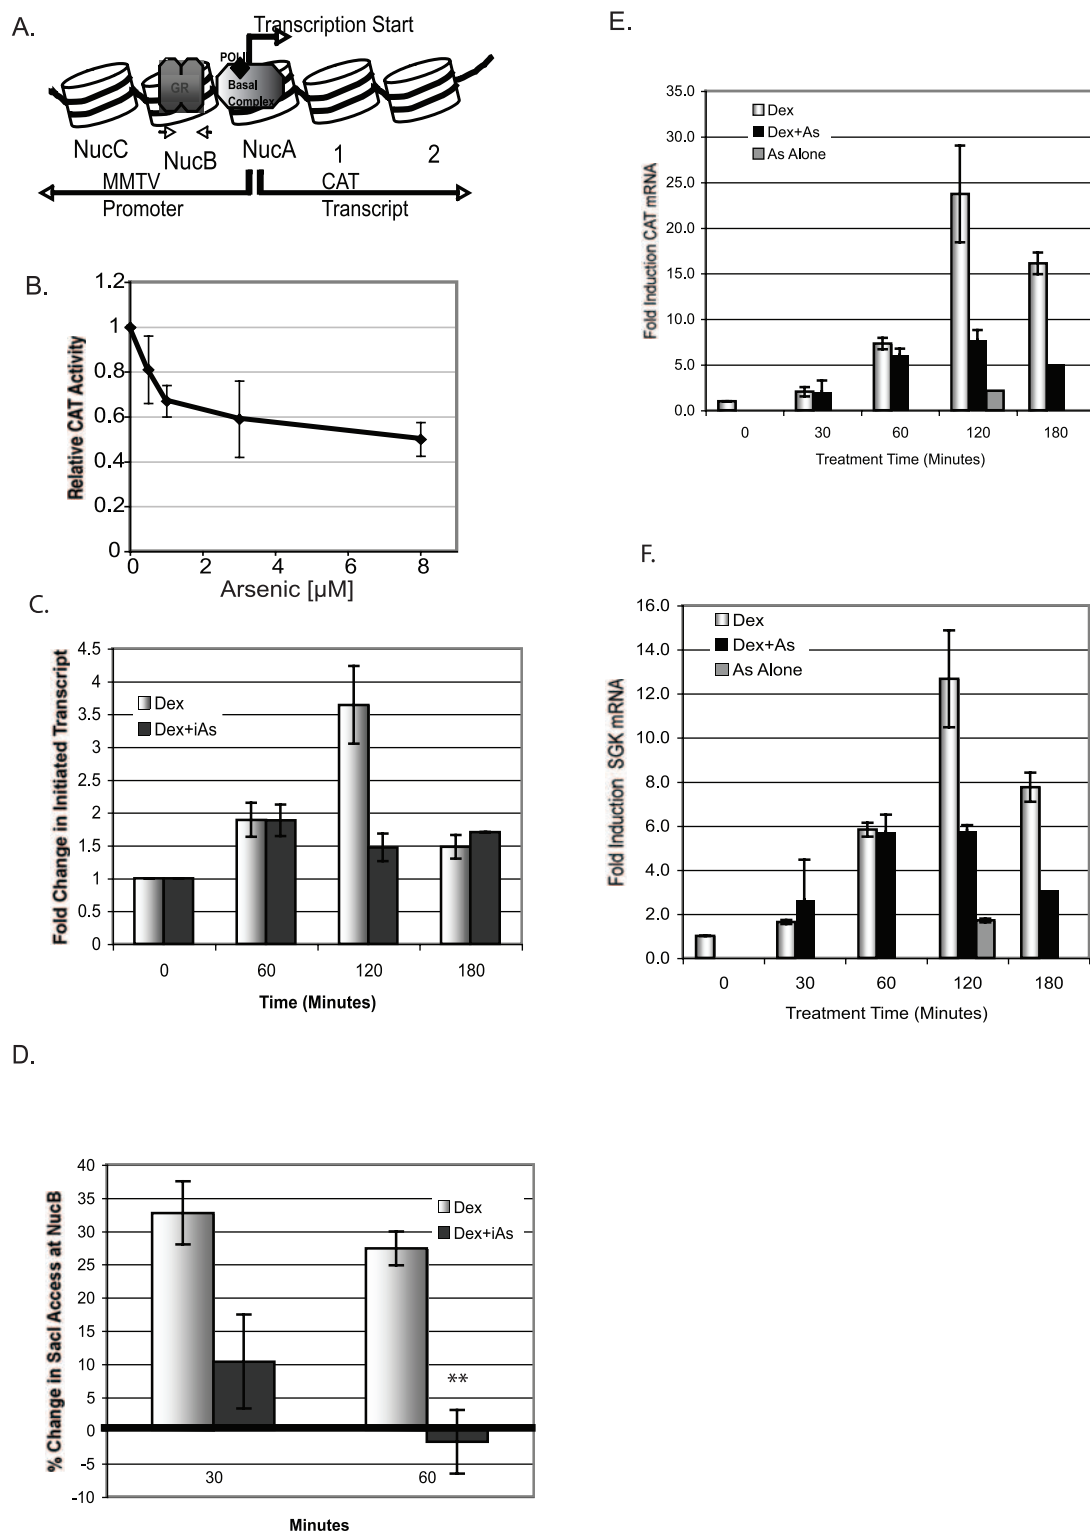 A.
Transcription Start
POLII
GR
Basal
Complex
NucC
NucB
NucA
1
2
MMTV
Promoter
CAT
Transcript
B.
Relative CAT Activity
1.2
1
0.8
0.6
0.4
0.2
0
0 2 4 6 8
Arsenic [µM]
C.
Fold Change in Initiated Transcript
4.5
4
3.5
3
2.5
2
1.5
1
0.5
0
Dex
Dex+iAs
0 60 120 180
Time (Minutes)
D.
% Change in SacI Access at NucB
40
35
30
25
20
15
10
5
0
-5
-10
Dex
Dex+iAs
**
30 60
Minutes
E.
Fold Induction CAT mRNA
35.0
30.0
25.0
20.0
15.0
10.0
5.0
0.0
Dex
Dex+As
As Alone
0 30 60 120 180
Treatment Time (Minutes)
F.
Fold Induction SGK mRNA
16.0
14.0
12.0
10.0
8.0
6.0
4.0
2.0
0.0
Dex
Dex+As
As Alone
0 30 60 120 180
Treatment Time (Minutes)